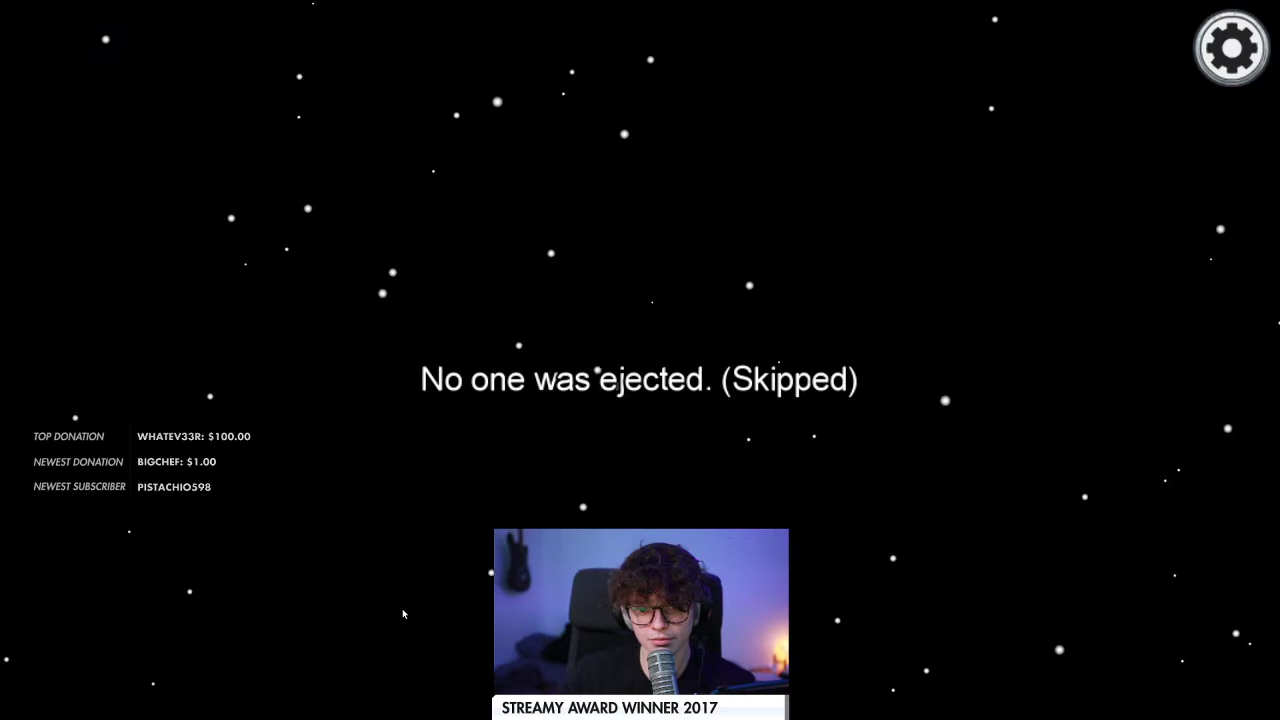 No one was ejected. (Skipped)
TOP DONATION WHATEV33R: $100.00
NEWEST DONATION BIGCHEF: $1.00
NEWEST SUBSCRIBER PISTACHIO598
STREAMY AWARD WINNER 2017